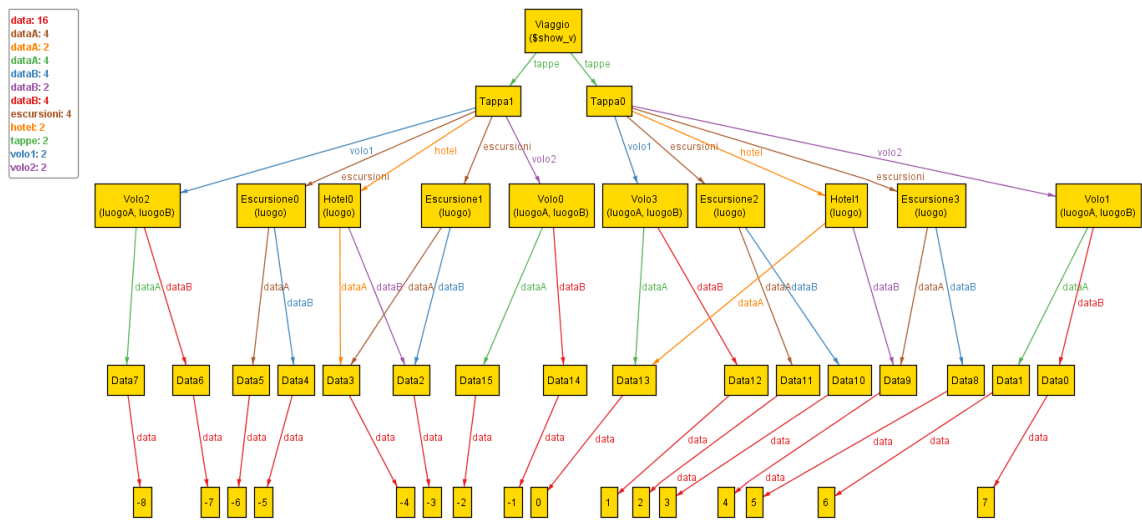 data: 16
dataA: 4
dataA: 2
dataA: 4
dataB: 4
dataB: 2
dataB: 4
escursioni: 4
hotel: 2
tappe: 2
volo1: 2
volo2: 2
Viaggio
($show_v)
tappe tappe
Tappa1 Tappa0
volo1 escursioni hotel escursioni volo2 volo1 escursioni hotel escursioni volo2
Volo2 Escursione0 Hotel0 Escursione1 Volo0 Volo3 Escursione2 Hotel1 Escursione3 Volo1
(luogoA, luogoB) (luogo) (luogo) (luogo) (luogoA, luogoB) (luogoA, luogoB) (luogo) (luogo) (luogo) (luogoA, luogoB)
dataA dataB dataA dataB dataA dataB dataA dataB dataA dataB dataA dataB dataA dataB dataA dataB dataA dataB dataA dataB
Data7 Data6 Data5 Data4 Data3 Data2 Data15 Data14 Data13 Data12 Data11 Data10 Data9 Data8 Data1 Data0
data data data data data data data data data data data data data data data data
-8 -7 -6 -5 -4 -3 -2 -1 0 1 2 3 4 5 6 7